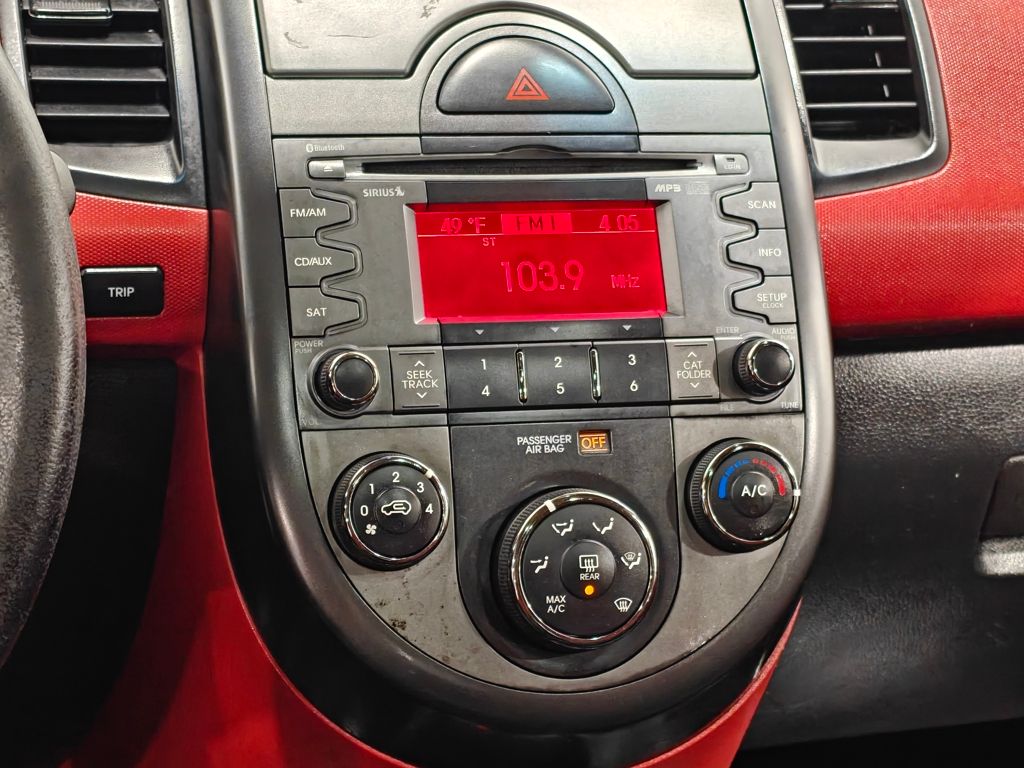 Bluetooth
SIRIUS
MP3
FM/AM
CD/AUX
SAT
49 °F FM1 4:05
ST
103.9 MHz
SCAN
INFO
SETUP
CLOCK
TRIP
POWER
PUSH
VOL
SEEK
TRACK
1 2 3
4 5 6
CAT
FOLDER
FILE
ENTER
AUDIO
TUNE
PASSENGER
AIR BAG
OFF
0 1 2 3 4
A/C
REAR
MAX
A/C